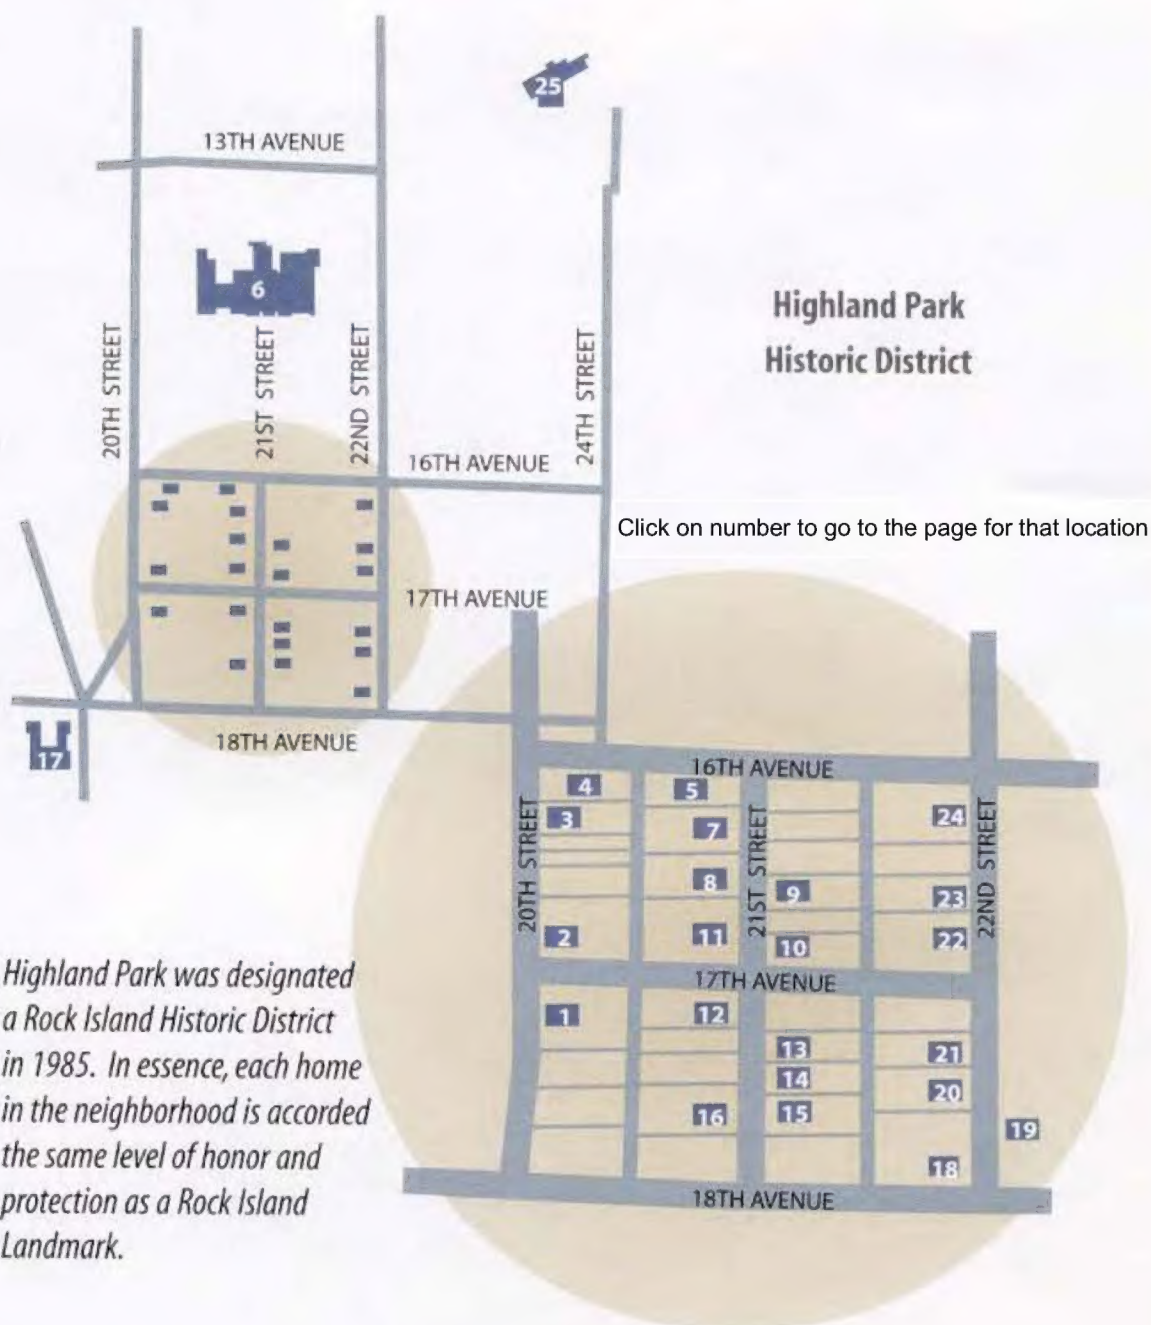 25
13TH AVENUE
6
20TH STREET
21ST STREET
22ND STREET
24TH STREET
Highland Park
Historic District
16TH AVENUE
Click on number to go to the page for that location
17TH AVENUE
18TH AVENUE
17
16TH AVENUE
20TH STREET
21ST STREET
22ND STREET
4
5
3
7
24
8
9
23
2
11
10
22
17TH AVENUE
1
12
13
21
14
20
16
15
19
18
18TH AVENUE
Highland Park was designated
a Rock Island Historic District
in 1985. In essence, each home
in the neighborhood is accorded
the same level of honor and
protection as a Rock Island
Landmark.